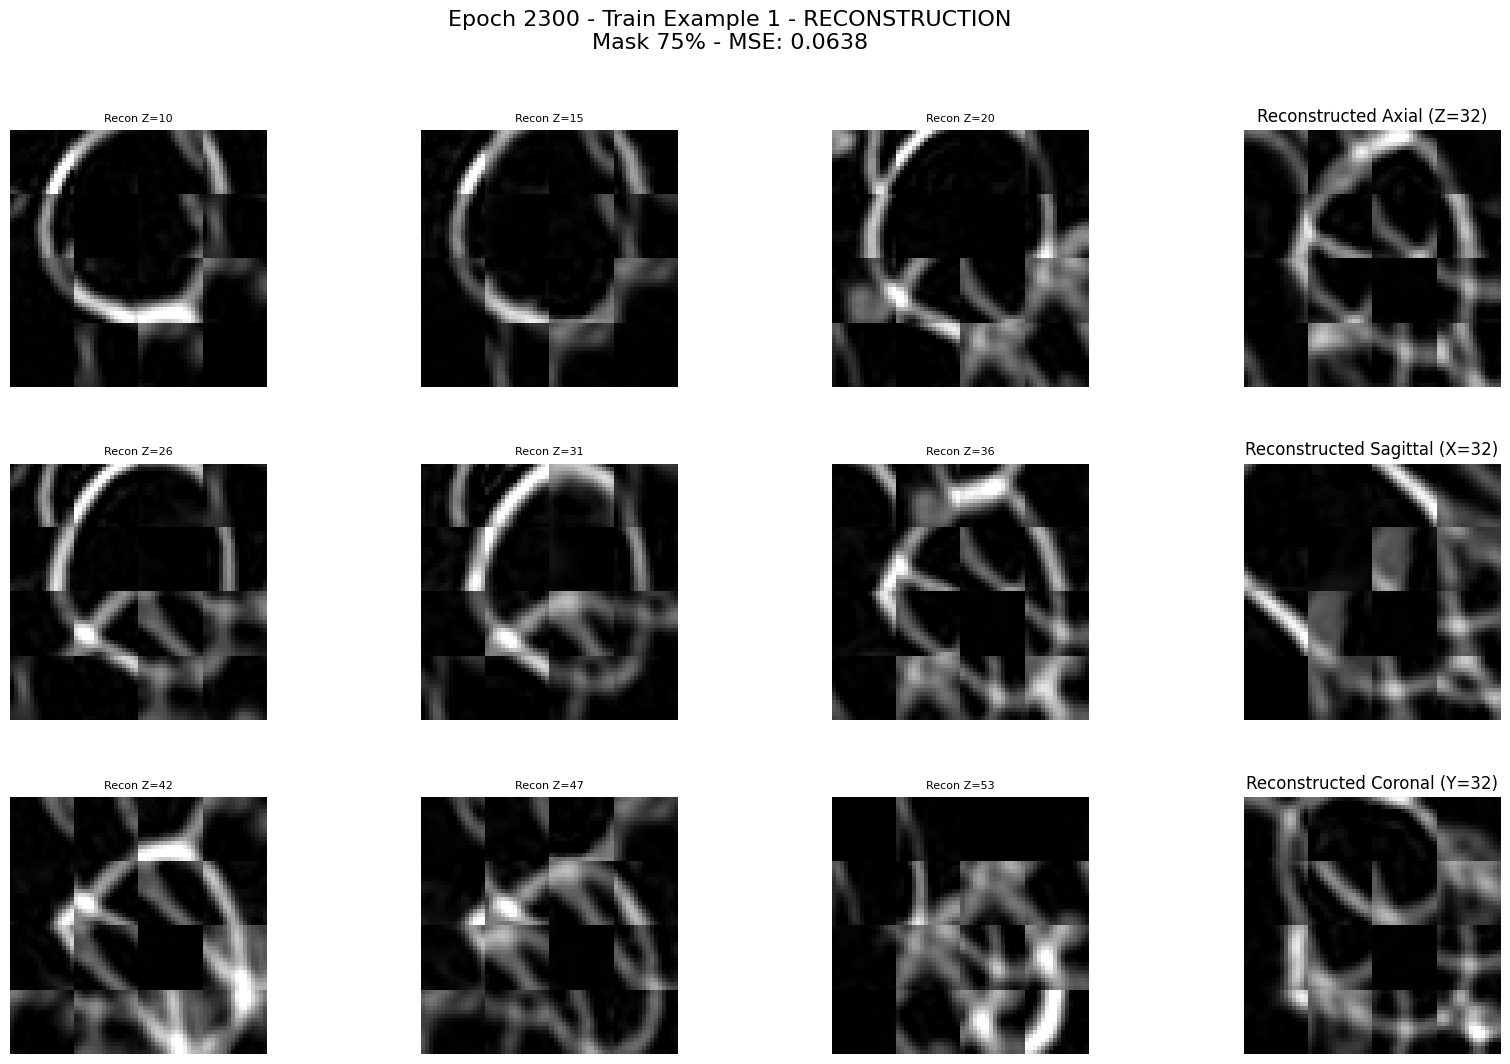 Epoch 2300 - Train Example 1 - RECONSTRUCTION
Mask 75% - MSE: 0.0638
Recon Z=10
Recon Z=15
Recon Z=20
Reconstructed Axial (Z=32)
Recon Z=26
Recon Z=31
Recon Z=36
Reconstructed Sagittal (X=32)
Recon Z=42
Recon Z=47
Recon Z=53
Reconstructed Coronal (Y=32)